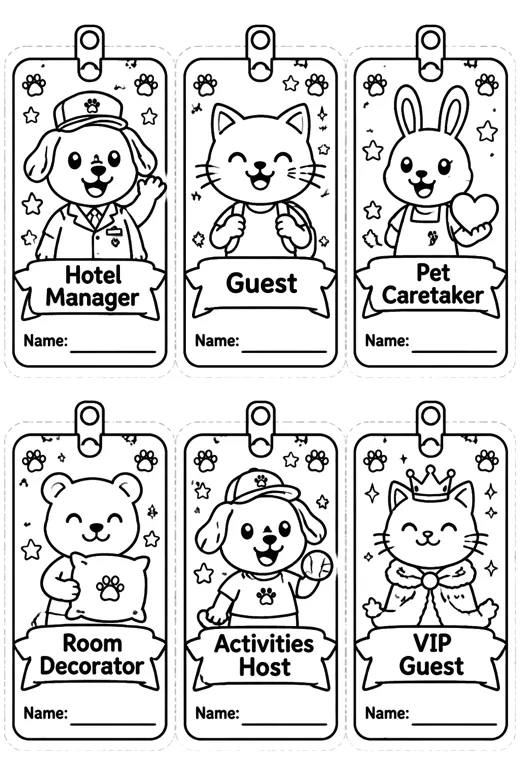 Hotel
Manager
Name:
Guest
Name:
Pet
Caretaker
Name:
Room
Decorator
Name:
Activities
Host
Name:
VIP
Guest
Name: